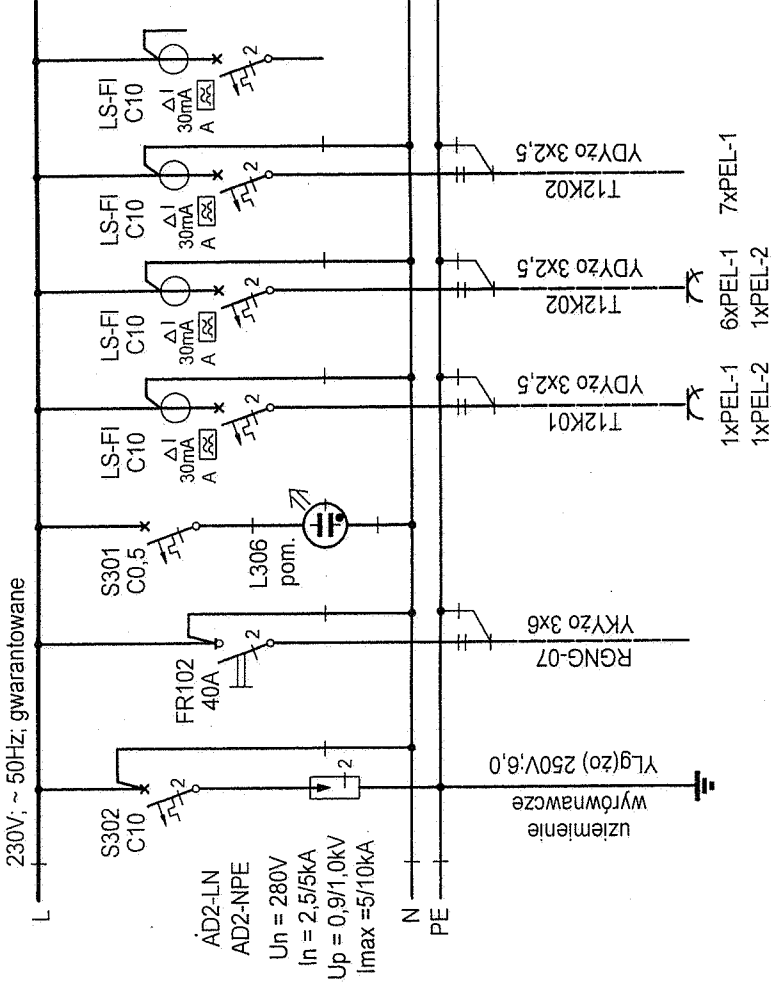 230V; ~ 50Hz; gwarantowane
L
N
PE
S302
C10
2
2
AD2-LN
AD2-NPE
Un = 280V
In = 2,5/5kA
Up = 0,9/1,0kV
Imax =5/10kA
uziemienie
wyrównawcze
YLg(żo) 250V;6,0
FR102
40A
2
RGNG-07
YKYżo 3x6
S301
C0,5
L306
pom.
LS-FI
C10
ΔI
30mA
A
2
T12K01
YDYżo 3x2,5
1xPEL-1
1xPEL-2
LS-FI
C10
ΔI
30mA
A
2
T12K02
YDYżo 3x2,5
6xPEL-1
1xPEL-2
LS-FI
C10
ΔI
30mA
A
2
T12K02
YDYżo 3x2,5
7xPEL-1
LS-FI
C10
ΔI
30mA
A
2